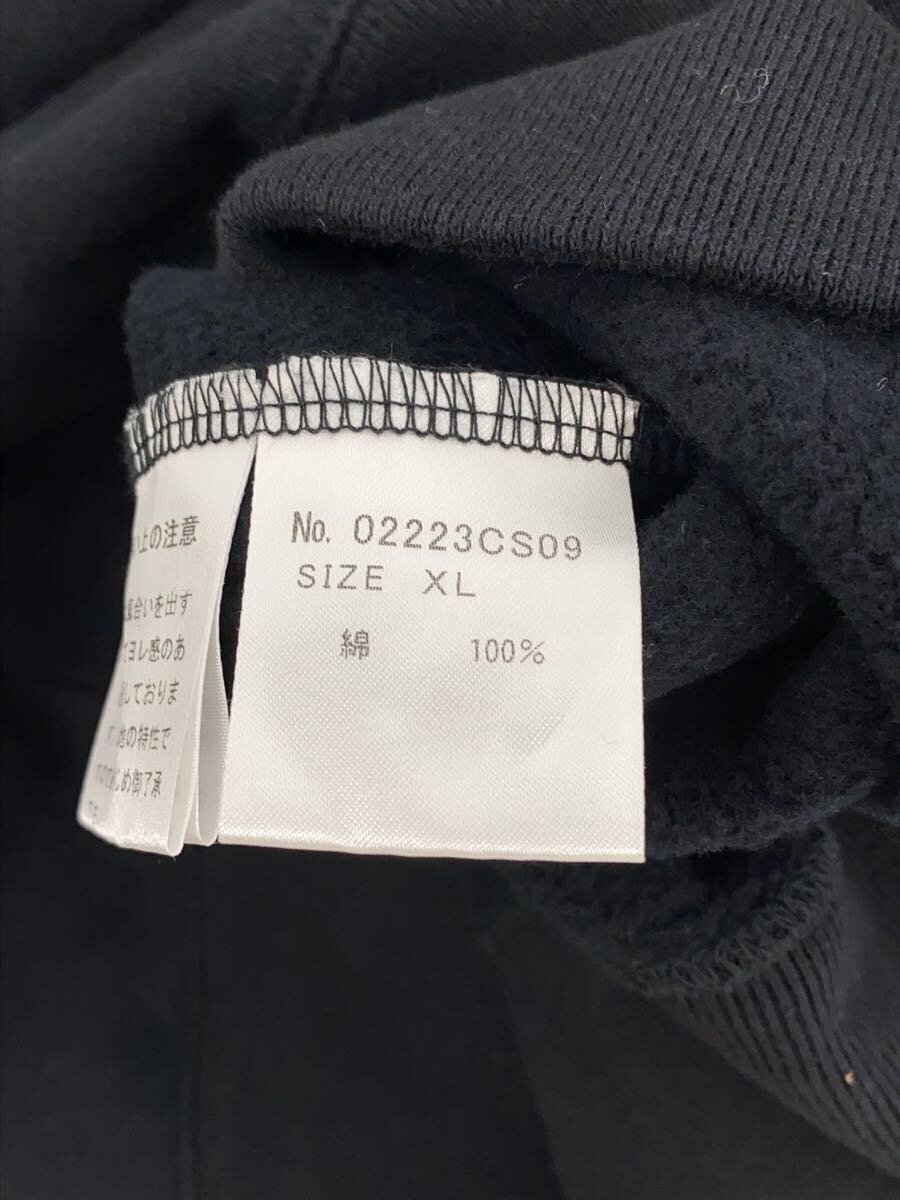 No. 02223CS09
SIZE XL
綿 100%
上の注意
合いを出す
ヨレ感のあ
しておりま
の特性で
め御了承